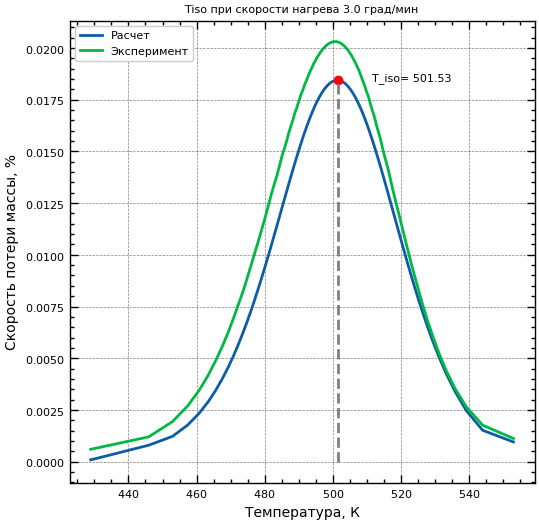 Tiso при скорости нагрева 3.0 град/мин
Расчет
Эксперимент
T_iso= 501.53
Скорость потери массы, %
0.0200
0.0175
0.0150
0.0125
0.0100
0.0075
0.0050
0.0025
0.0000
440 460 480 500 520 540
Температура, К